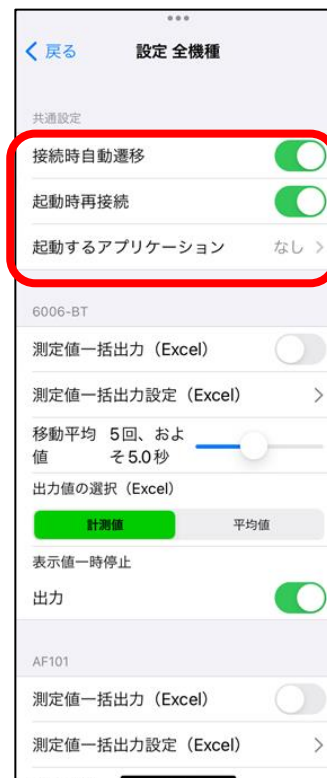 戻る 設定 全機種
共通設定
接続時自動遷移
起動時再接続
起動するアプリケーション なし
6006-BT
測定値一括出力（Excel）
測定値一括出力設定（Excel）
移動平均 5回、およ
値 そ5.0秒
出力値の選択（Excel）
計測値 平均値
表示値一時停止
出力
AF101
測定値一括出力（Excel）
測定値一括出力設定（Excel）